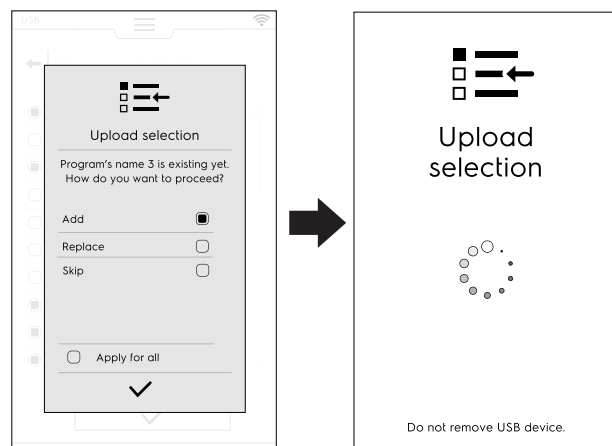 USB
Upload selection
Program's name 3 is existing yet.
How do you want to proceed?
Add
Replace
Skip
Apply for all
Upload
selection
Do not remove USB device.